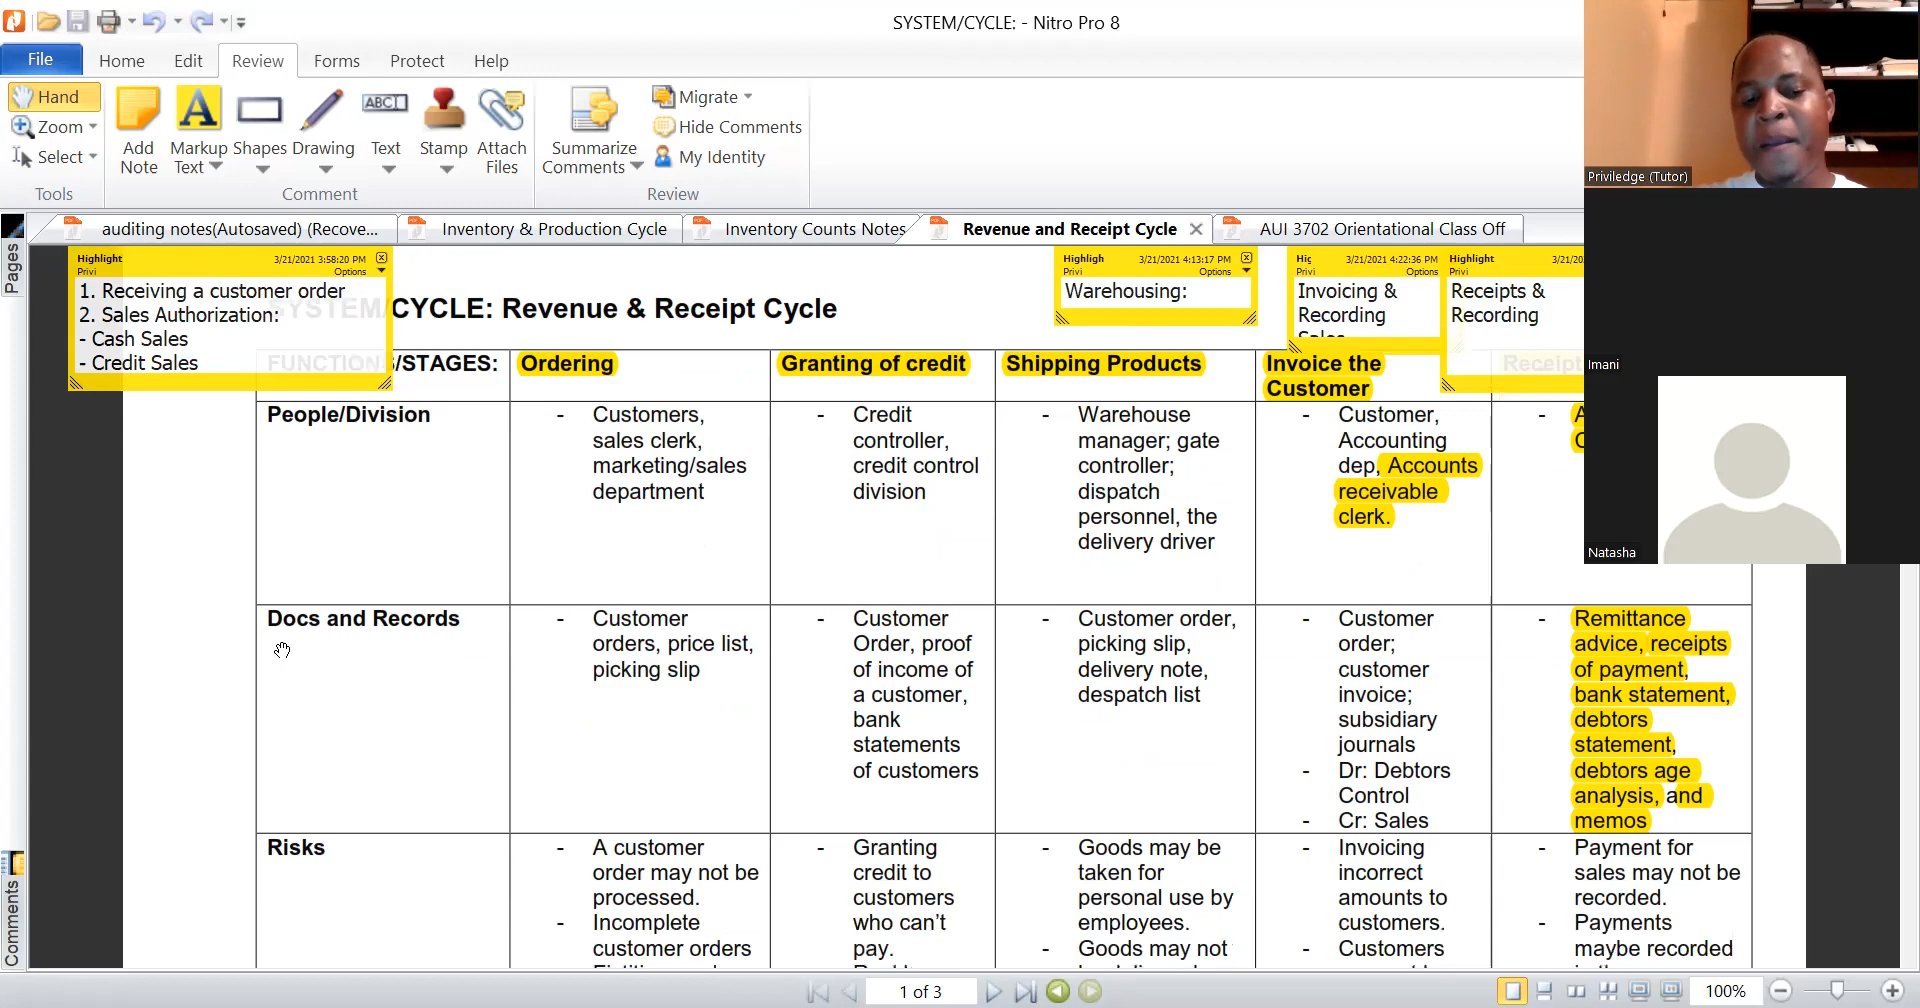 SYSTEM/CYCLE: - Nitro Pro 8
File Home Edit Review Forms Protect Help
Hand
Zoom
Select
Tools
Add Note
Markup Text
Shapes
Drawing
Text
Stamp
Attach Files
Comment
Summarize Comments
Migrate
Hide Comments
My Identity
Review
Priviledge (Tutor)
Imani
Natasha
auditing notes(Autosaved) (Recove...
Inventory & Production Cycle
Inventory Counts Notes
Revenue and Receipt Cycle
AUI 3702 Orientational Class Off
Pages
Comments
Highlight 3/21/2021 3:58:20 PM
Privi Options
1. Receiving a customer order
2. Sales Authorization:
- Cash Sales
- Credit Sales
Highligh 3/21/2021 4:13:17 PM
Privi Options
Warehousing:
3/21/2021 4:22:36 PM
Privi Options
Invoicing &
Recording
Highlight
Privi
Receipts &
Recording
SYSTEM/CYCLE: Revenue & Receipt Cycle
FUNCTIONS/STAGES:
Ordering
Granting of credit
Shipping Products
Invoice the
Customer
Receipt
People/Division
- Customers,
sales clerk,
marketing/sales
department
- Credit
controller,
credit control
division
- Warehouse
manager; gate
controller;
dispatch
personnel, the
delivery driver
- Customer,
Accounting
dep, Accounts
receivable
clerk.
Docs and Records
- Customer
orders, price list,
picking slip
- Customer
Order, proof
of income of
a customer,
bank
statements
of customers
- Customer order,
picking slip,
delivery note,
despatch list
- Customer
order;
customer
invoice;
subsidiary
journals
- Dr: Debtors
Control
- Cr: Sales
- Remittance
advice, receipts
of payment,
bank statement,
debtors
statement,
debtors age
analysis, and
memos
Risks
- A customer
order may not be
processed.
- Incomplete
customer orders
- Granting
credit to
customers
who can't
pay.
- Goods may be
taken for
personal use by
employees.
- Goods may not
- Invoicing
incorrect
amounts to
customers.
- Customers
- Payment for
sales may not be
recorded.
- Payments
maybe recorded
1 of 3
100%